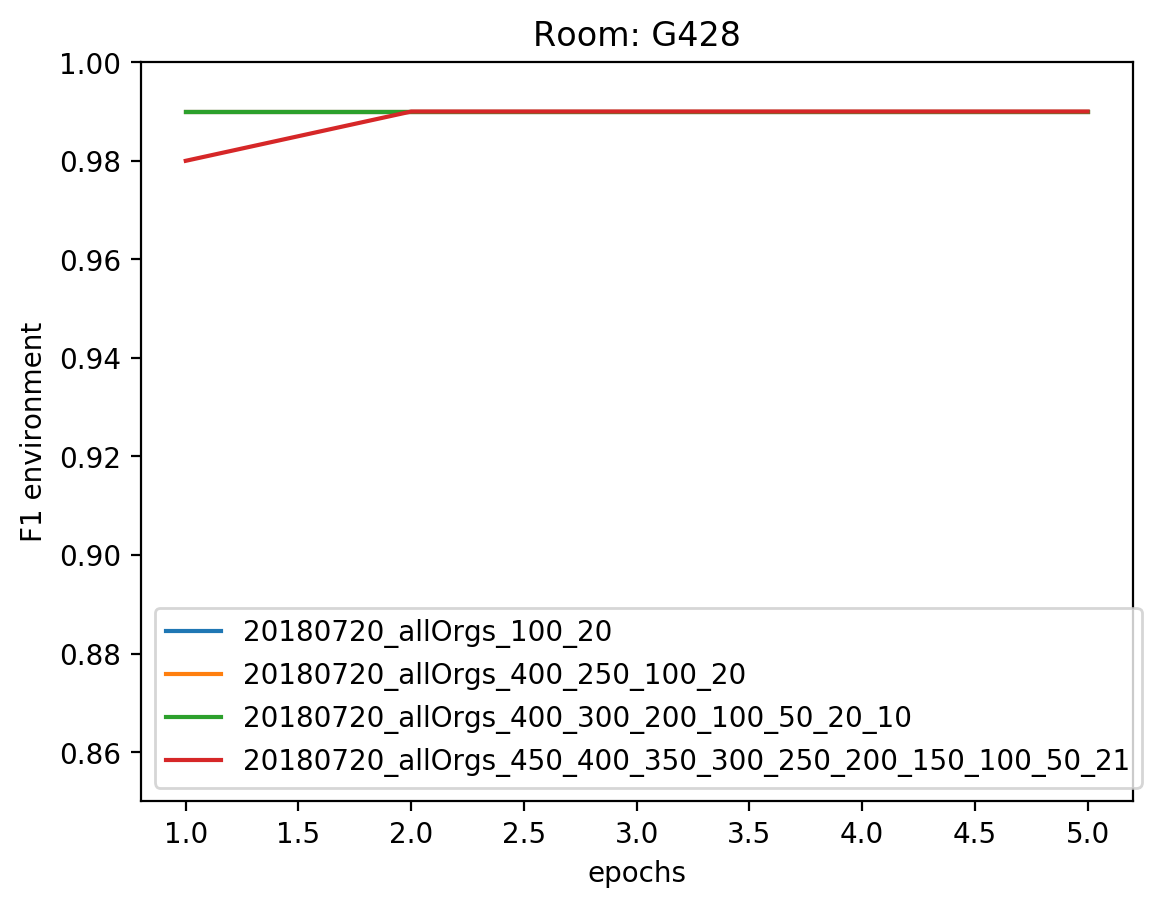 Room: G428
1.00
0.98
0.96
0.94
0.92
0.90
0.88
0.86
F1 environment
20180720_allOrgs_100_20
20180720_allOrgs_400_250_100_20
20180720_allOrgs_400_300_200_100_50_20_10
20180720_allOrgs_450_400_350_300_250_200_150_100_50_21
1.0 1.5 2.0 2.5 3.0 3.5 4.0 4.5 5.0
epochs